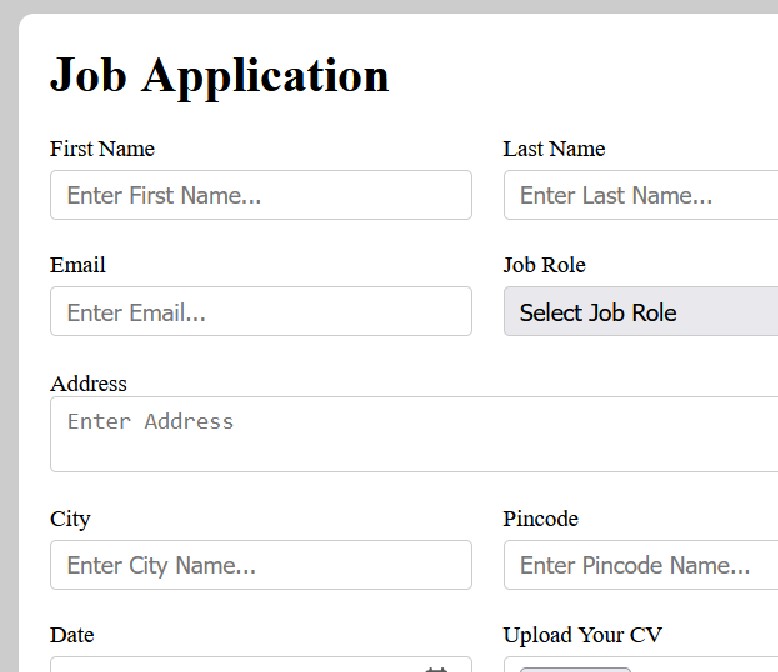 Job Application
First Name
Last Name
Enter First Name...
Enter Last Name...
Email
Job Role
Enter Email...
Select Job Role
Address
Enter Address
City
Pincode
Enter City Name...
Enter Pincode Name...
Date
Upload Your CV